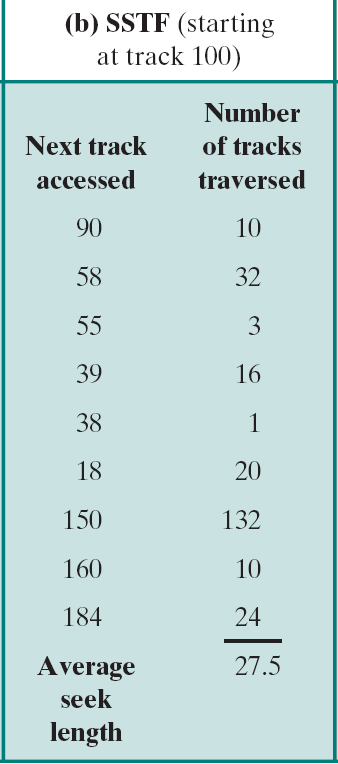 (b) SSTF (starting
at track 100)
Number
Next track of tracks
accessed traversed
90 10
58 32
55 3
39 16
38 1
18 20
150 132
160 10
184 24
Average 27.5
seek
length